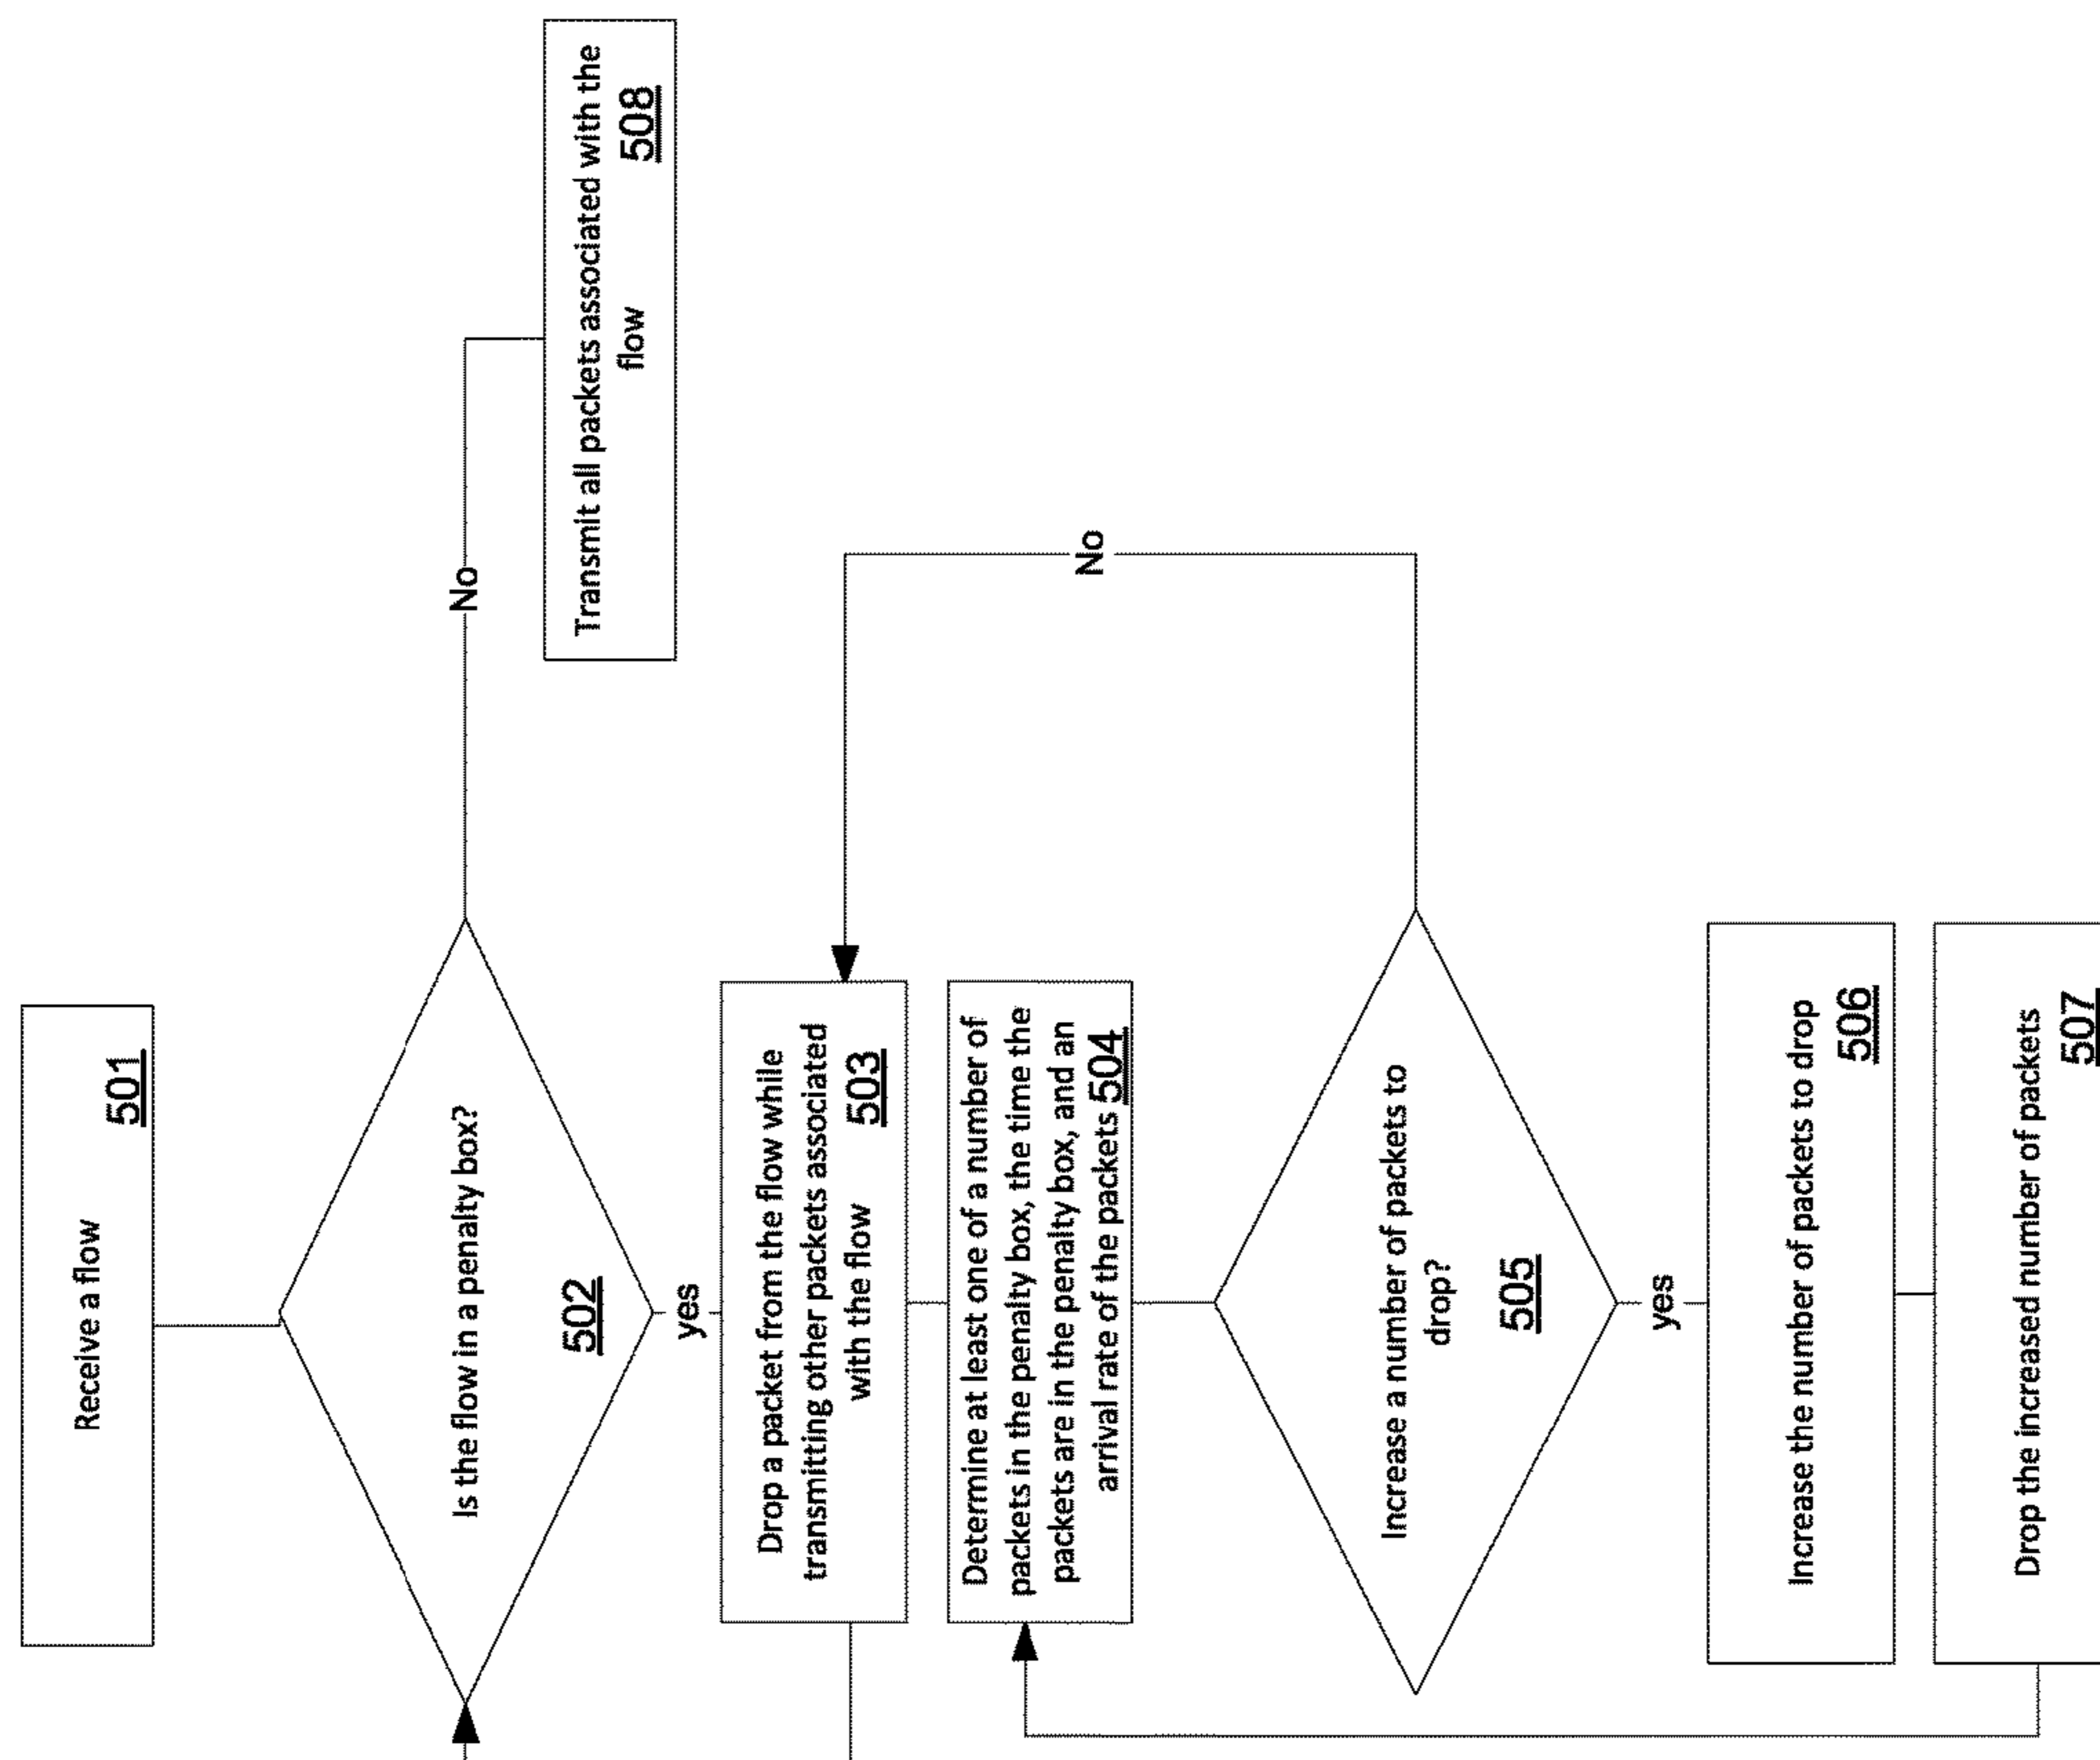 Receive a flow
501
Is the flow in a penalty box?
502
No
Transmit all packets associated with the
flow
508
yes
Drop a packet from the flow while
transmitting other packets associated
with the flow
503
Determine at least one of a number of
packets in the penalty box, the time the
packets are in the penalty box, and an
arrival rate of the packets 504
No
Increase a number of packets to
drop?
505
yes
Increase the number of packets to drop
506
Drop the increased number of packets
507